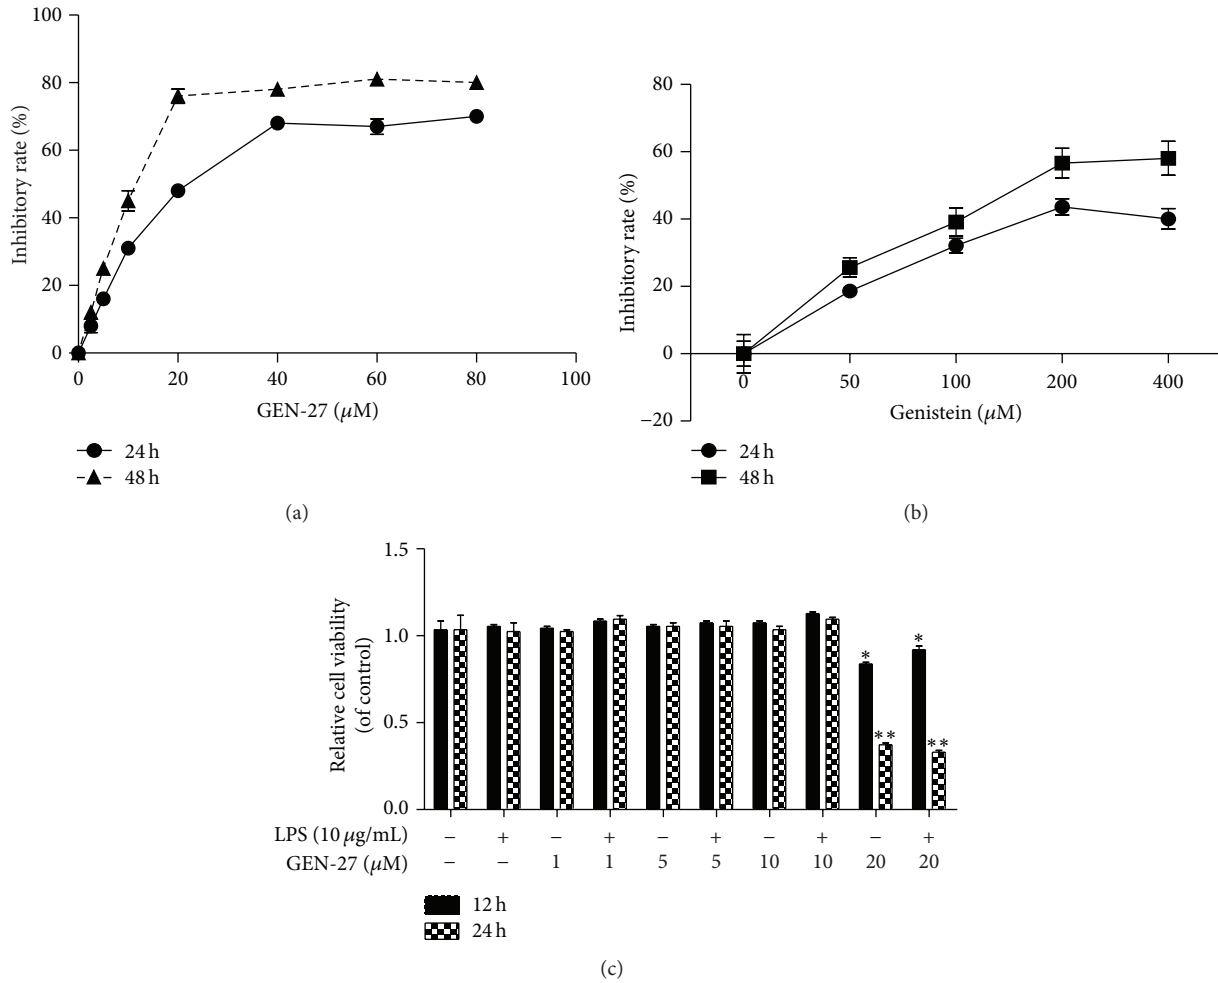 100
80
60
40
20
0
Inhibitory rate (%)
0 20 40 60 80 100
GEN-27 (μM)
24 h
48 h
(a)
80
60
40
20
0
−20
Inhibitory rate (%)
0 50 100 200 400
Genistein (μM)
24 h
48 h
(b)
1.5
1.0
0.5
0.0
Relative cell viability
(of control)
* *
** **
LPS (10 μg/mL) − + − + − + − + − +
GEN-27 (μM) − − 1 1 5 5 10 10 20 20
12 h
24 h
(c)